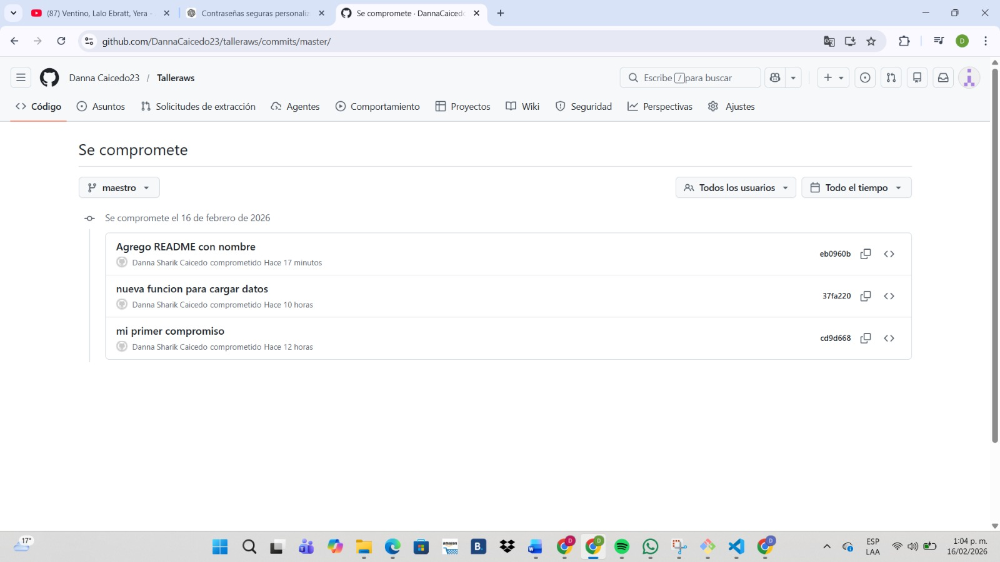 (87) Ventino, Lalo Ebratt, Yera -
Contraseñas seguras personaliz
Se compromete · DannaCaicedo
github.com/DannaCaicedo23/talleraws/commits/master/
D
Danna Caicedo23 / Talleraws
Escribe / para buscar
Código
Asuntos
Solicitudes de extracción
Agentes
Comportamiento
Proyectos
Wiki
Seguridad
Perspectivas
Ajustes
Se compromete
maestro
Todos los usuarios
Todo el tiempo
Se compromete el 16 de febrero de 2026
Agrego README con nombre
Danna Sharik Caicedo comprometido Hace 17 minutos
eb0960b
nueva funcion para cargar datos
Danna Sharik Caicedo comprometido Hace 10 horas
37fa220
mi primer compromiso
Danna Sharik Caicedo comprometido Hace 12 horas
cd9d668
17°
amazon
B.
W
D
D
D
ESP
LAA
1:04 p. m.
16/02/2026